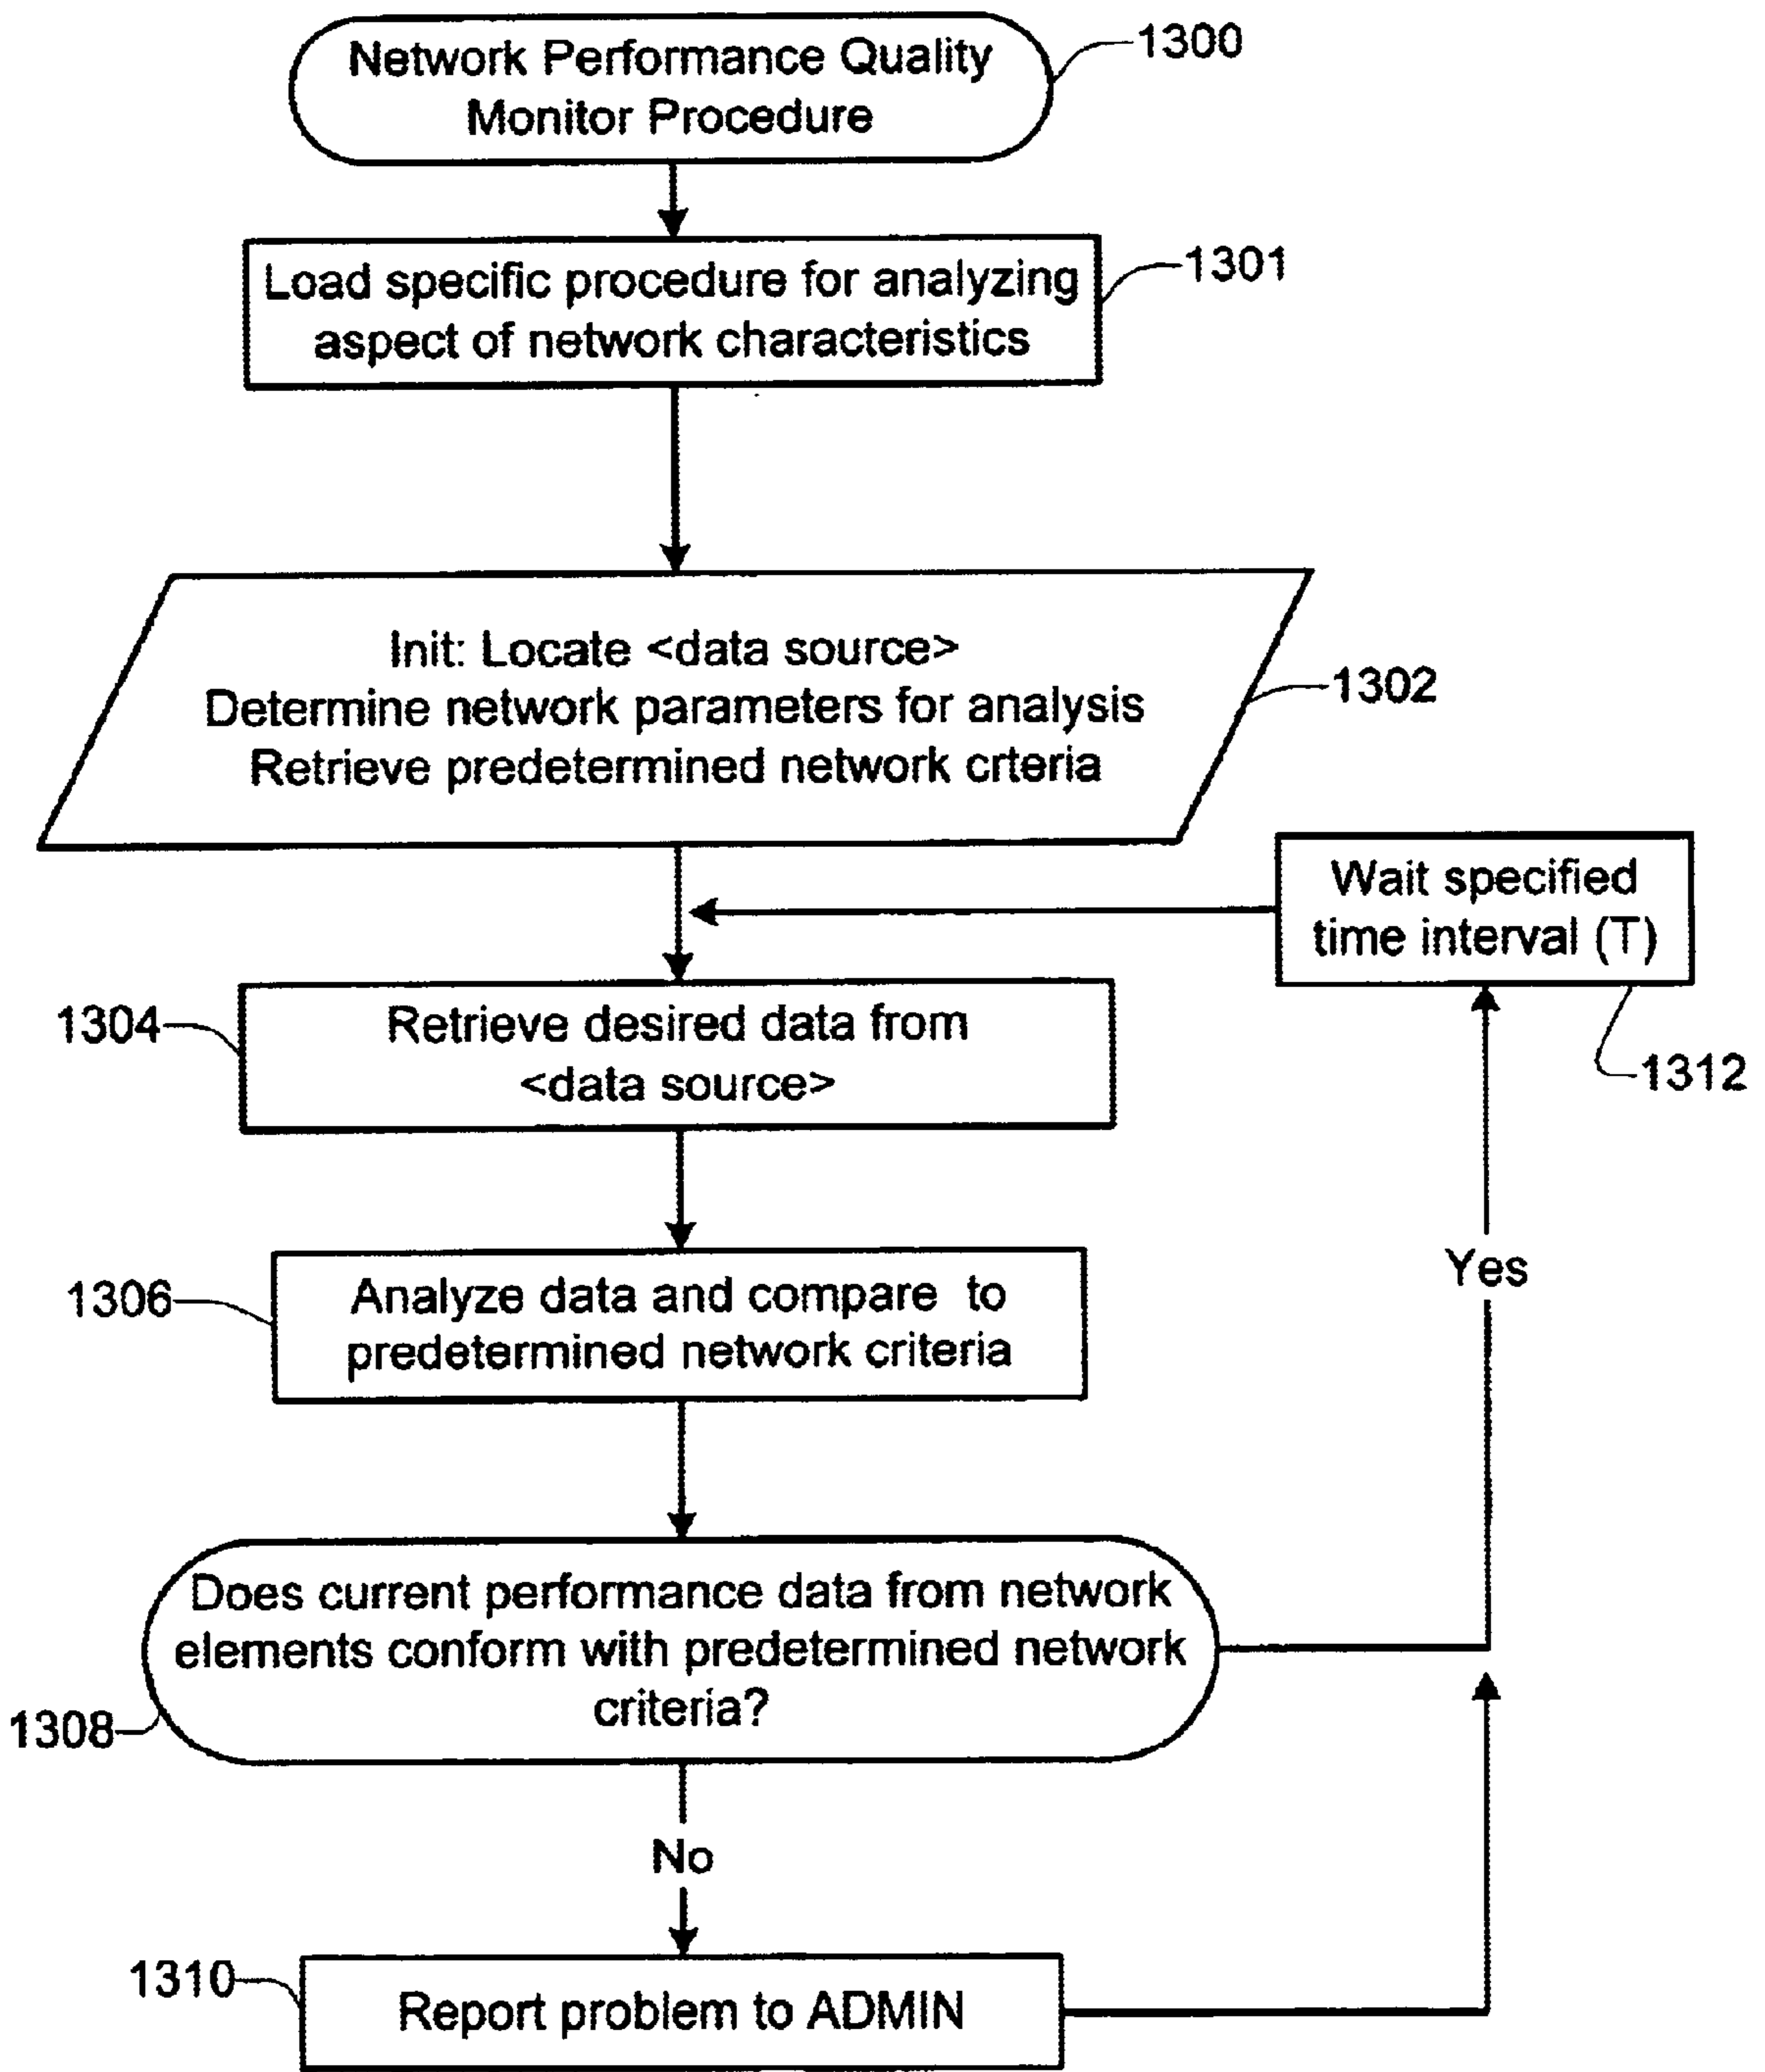 Network Performance Quality
Monitor Procedure
1300
Load specific procedure for analyzing
aspect of network characteristics
1301
Init: Locate <data source>
Determine network parameters for analysis
Retrieve predetermined network crteria
1302
Wait specified
time interval (T)
1312
1304
Retrieve desired data from
<data source>
1306
Analyze data and compare to
predetermined network criteria
Yes
Does current performance data from network
elements conform with predetermined network
criteria?
1308
No
1310
Report problem to ADMIN